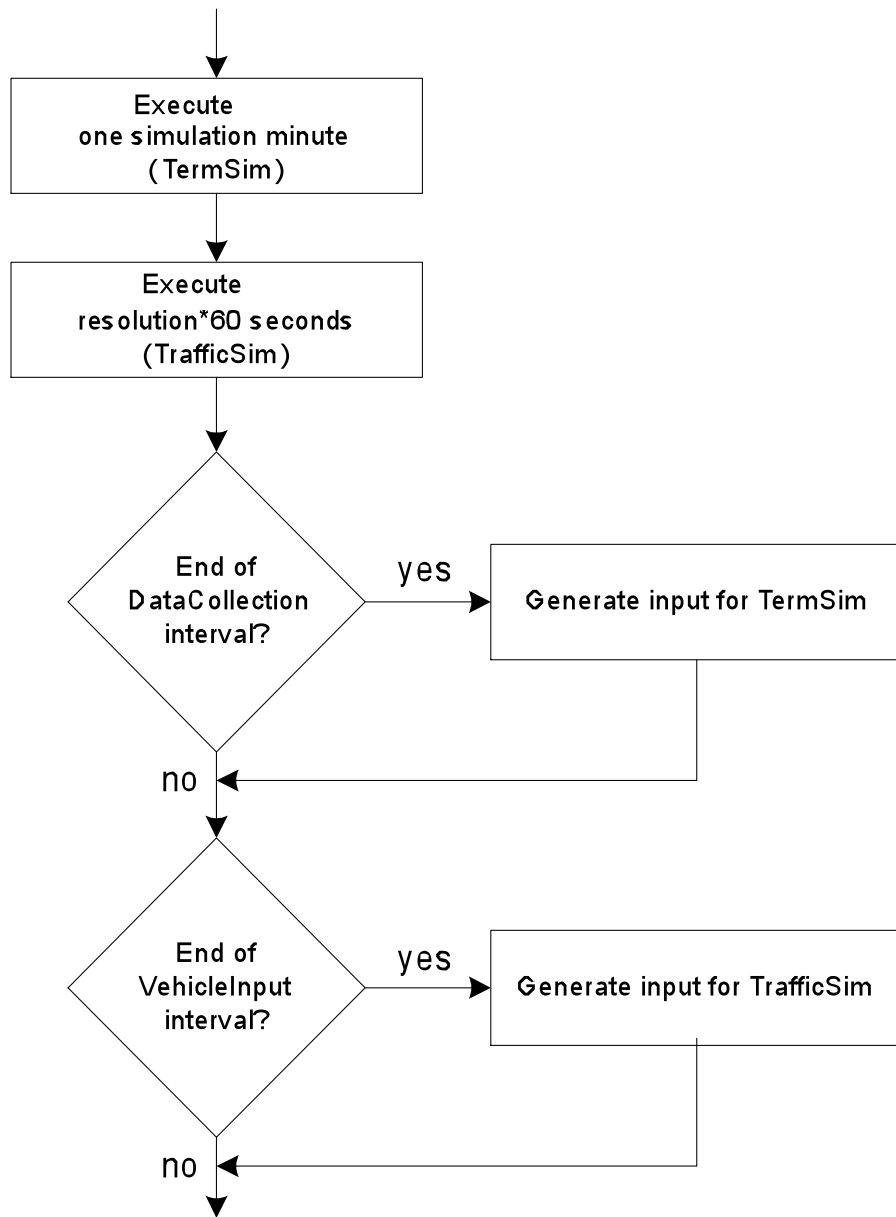 Execute
one simulation minute
(TermSim)
Execute
resolution*60 seconds
(TrafficSim)
End of
DataCollection
interval?
yes
Generate input for TermSim
no
End of
VehicleInput
interval?
yes
Generate input for TrafficSim
no